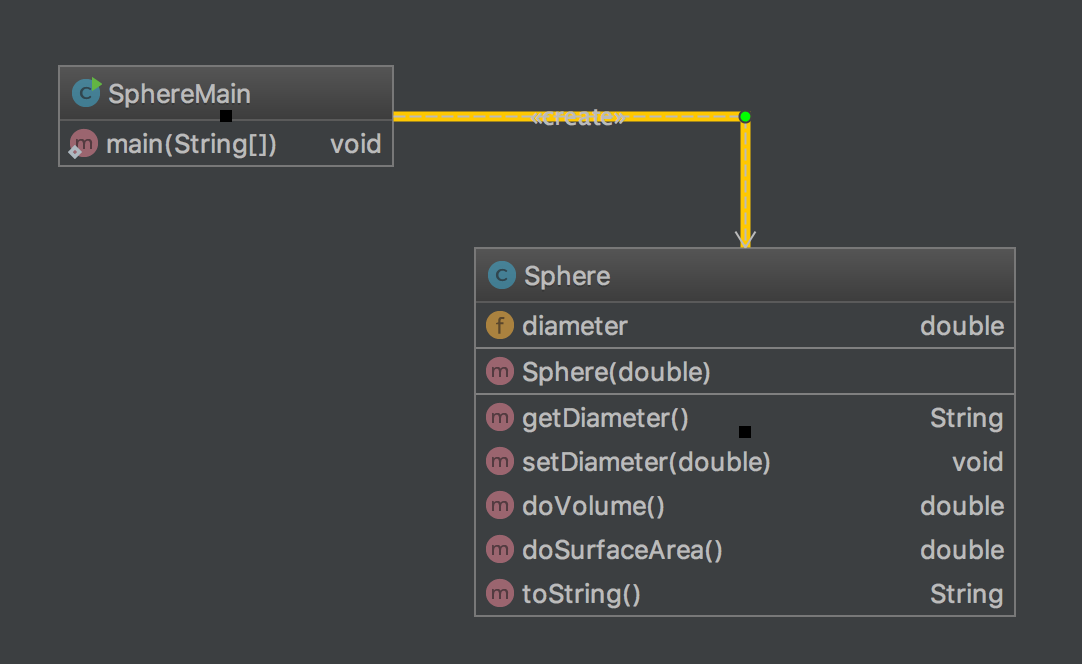 SphereMain
main(String[]) void
«create»
Sphere
diameter double
Sphere(double)
getDiameter() String
setDiameter(double) void
doVolume() double
doSurfaceArea() double
toString() String